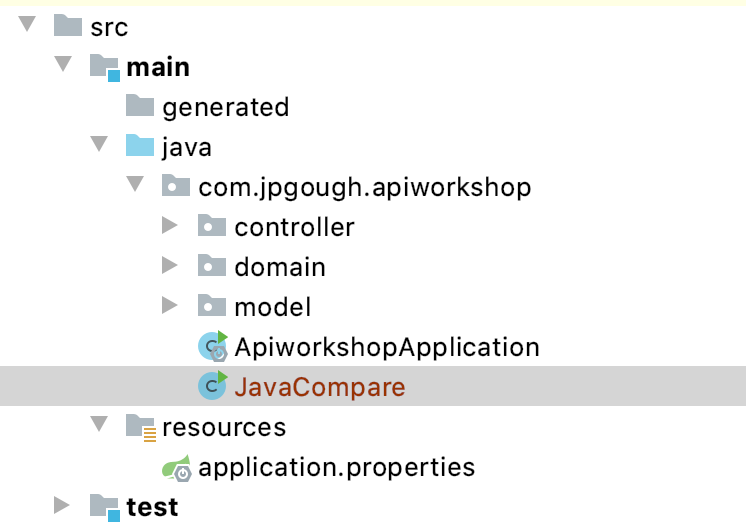 src
main
generated
java
com.jpgough.apiworkshop
controller
domain
model
ApiworkshopApplication
JavaCompare
resources
application.properties
test